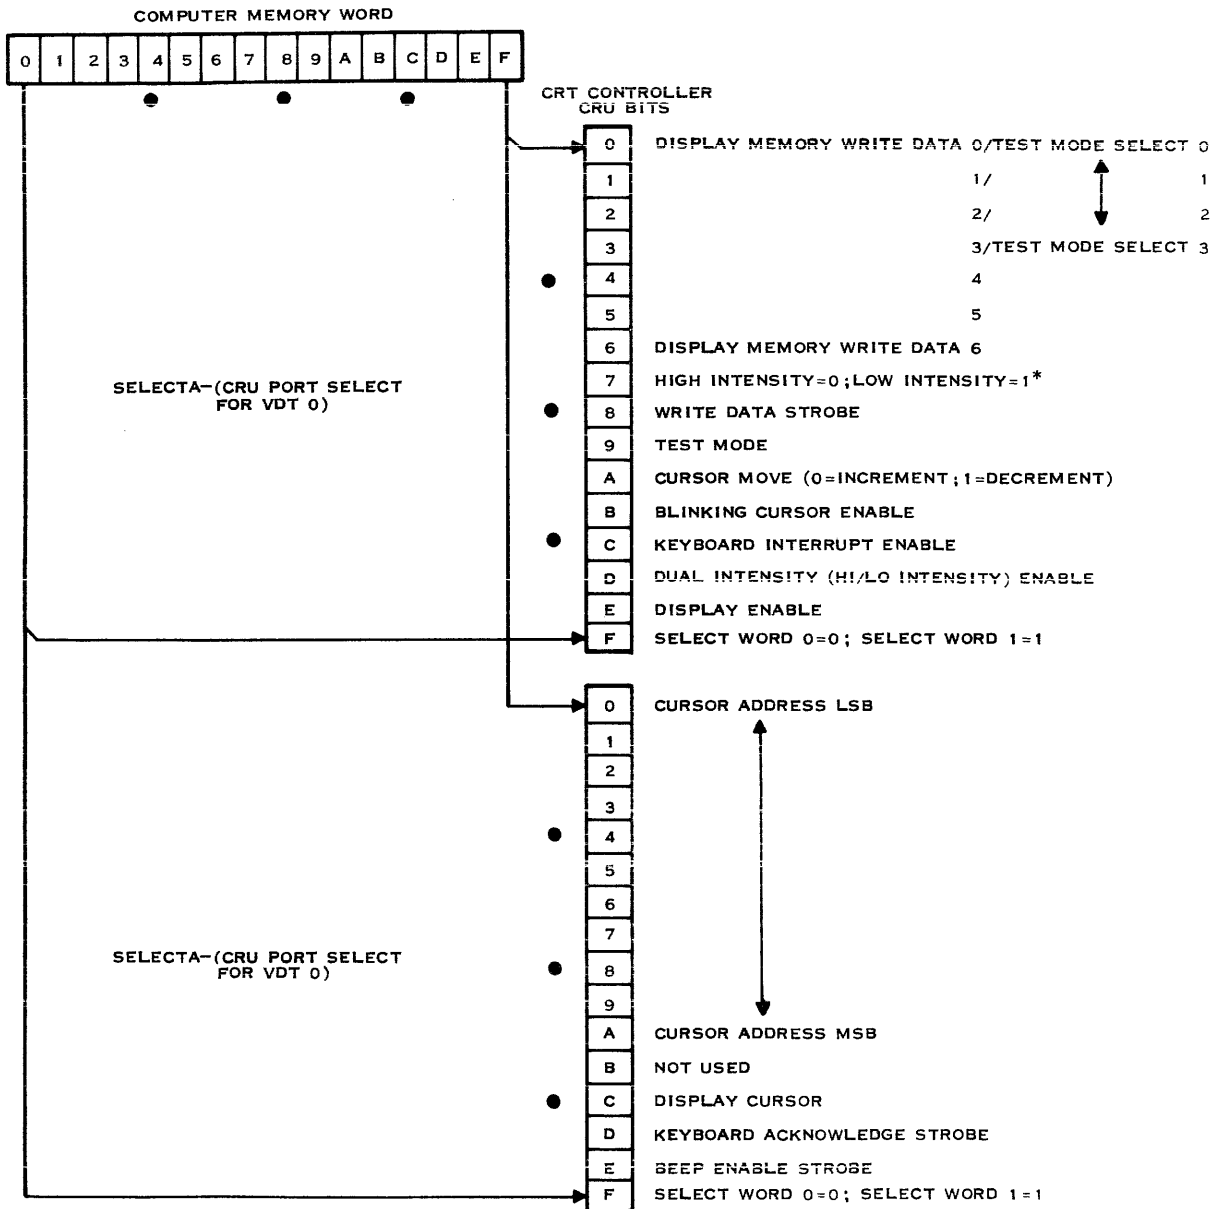 COMPUTER MEMORY WORD
0 1 2 3 4 5 6 7 8 9 A B C D E F
CRT CONTROLLER
CRU BITS
0 DISPLAY MEMORY WRITE DATA 0/TEST MODE SELECT 0
1 1/ 1
2 2/ 2
3 3/TEST MODE SELECT 3
4 4
5 5
6 DISPLAY MEMORY WRITE DATA 6
7 HIGH INTENSITY=0;LOW INTENSITY=1*
SELECTA-(CRU PORT SELECT
FOR VDT 0)
8 WRITE DATA STROBE
9 TEST MODE
A CURSOR MOVE (0=INCREMENT;1=DECREMENT)
B BLINKING CURSOR ENABLE
C KEYBOARD INTERRUPT ENABLE
D DUAL INTENSITY (HI/LO INTENSITY) ENABLE
E DISPLAY ENABLE
F SELECT WORD 0=0; SELECT WORD 1=1
0 CURSOR ADDRESS LSB
1
2
3
4
5
6
7
SELECTA-(CRU PORT SELECT
FOR VDT 0)
8
9
A CURSOR ADDRESS MSB
B NOT USED
C DISPLAY CURSOR
D KEYBOARD ACKNOWLEDGE STROBE
E BEEP ENABLE STROBE
F SELECT WORD 0=0; SELECT WORD 1=1